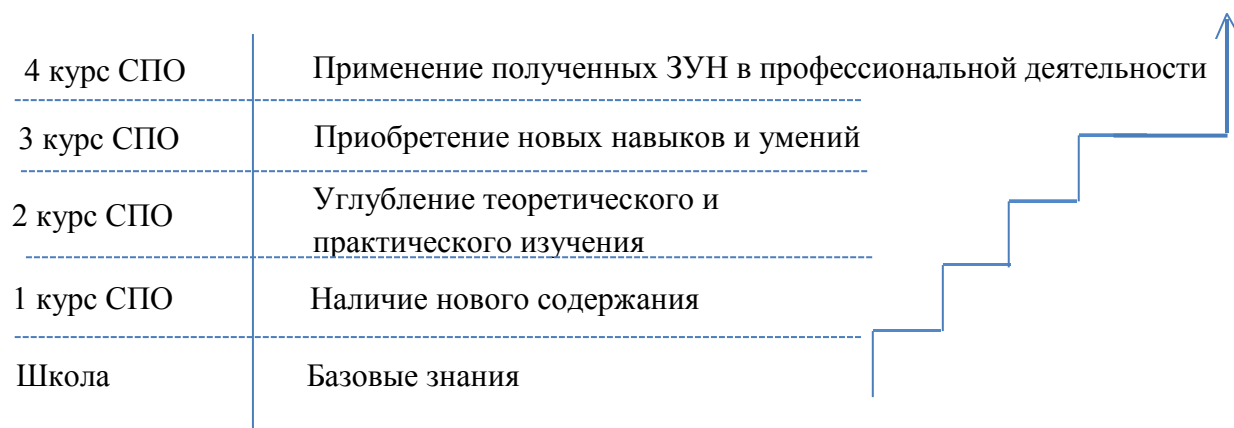 4 курс СПО
Применение полученных ЗУН в профессиональной деятельности
3 курс СПО
Приобретение новых навыков и умений
2 курс СПО
Углубление теоретического и
практического изучения
1 курс СПО
Наличие нового содержания
Школа
Базовые знания